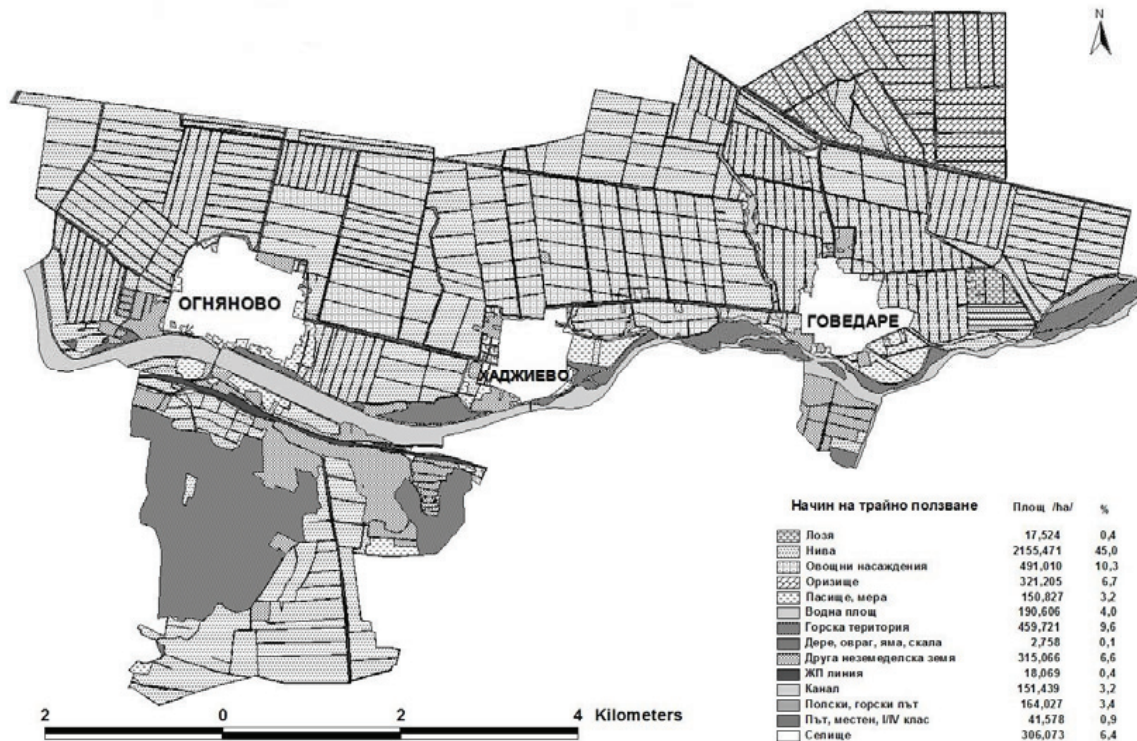 N
ОГНЯНОВО
ГОВЕДАРЕ
ХАДЖИЕВО
Начин на трайно ползване Площ /ha/ %
Лозя 17,524 0,4
Нива 2155,471 45,0
Овощни насаждения 491,010 10,3
Оризище 321,205 6,7
Пасище, мера 150,827 3,2
Водна площ 190,606 4,0
Горска територия 459,721 9,6
Дере, овраг, яма, скала 2,758 0,1
Друга неземеделска земя 315,066 6,6
ЖП линия 18,069 0,4
Канал 151,439 3,2
Полски, горски път 164,027 3,4
Път, местен, I/IV клас 41,578 0,9
Селище 306,073 6,4
2 0 2 4 Kilometers